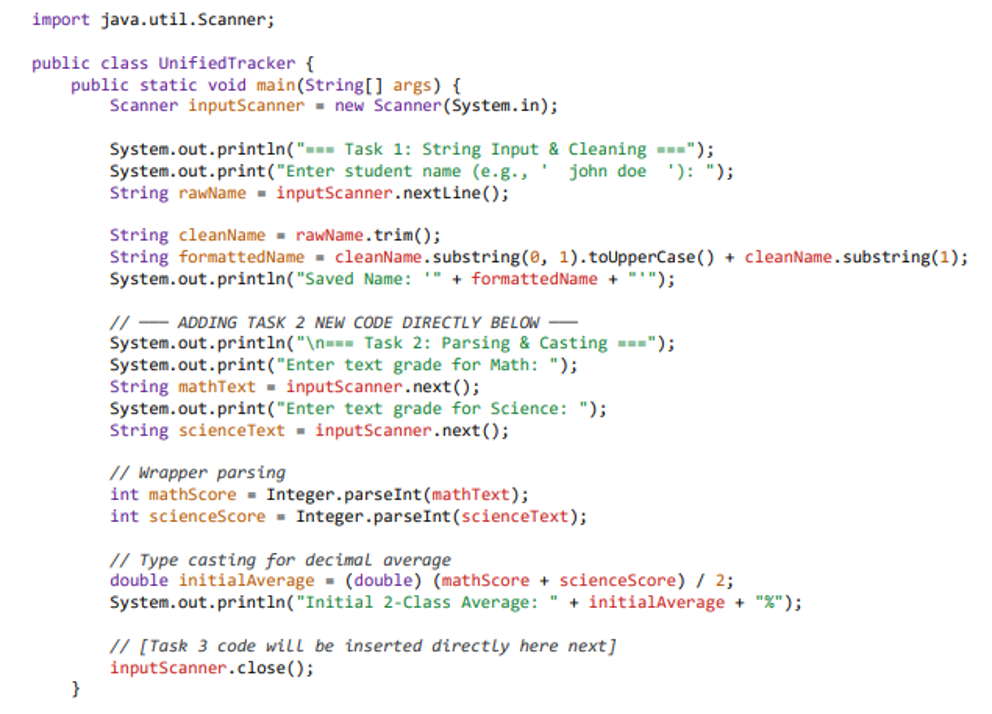 import java.util.Scanner;
public class UnifiedTracker {
public static void main(String[] args) {
Scanner inputScanner = new Scanner(System.in);
System.out.println("=== Task 1: String Input & Cleaning ===");
System.out.print("Enter student name (e.g., '  john doe  '): ");
String rawName = inputScanner.nextLine();
String cleanName = rawName.trim();
String formattedName = cleanName.substring(0, 1).toUpperCase() + cleanName.substring(1);
System.out.println("Saved Name: '" + formattedName + "'");
// ─── ADDING TASK 2 NEW CODE DIRECTLY BELOW ───
System.out.println("\n=== Task 2: Parsing & Casting ===");
System.out.print("Enter text grade for Math: ");
String mathText = inputScanner.next();
System.out.print("Enter text grade for Science: ");
String scienceText = inputScanner.next();
// Wrapper parsing
int mathScore = Integer.parseInt(mathText);
int scienceScore = Integer.parseInt(scienceText);
// Type casting for decimal average
double initialAverage = (double) (mathScore + scienceScore) / 2;
System.out.println("Initial 2-Class Average: " + initialAverage + "%");
// [Task 3 code will be inserted directly here next]
inputScanner.close();
}